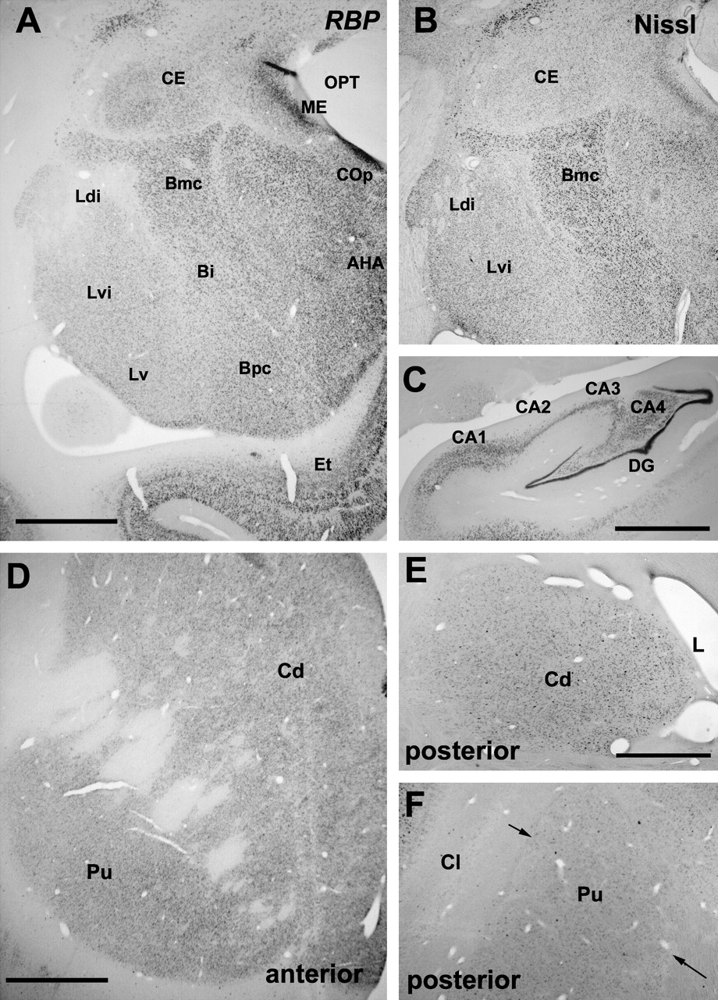 A
RBP
CE
OPT
ME
COp
Bmc
Ldi
AHA
Bi
Lvi
Bpc
Lv
Et
B
Nissl
CE
Bmc
Ldi
Lvi
C
CA3
CA2
CA4
CA1
DG
D
Cd
Pu
anterior
E
L
Cd
posterior
F
Cl
Pu
posterior